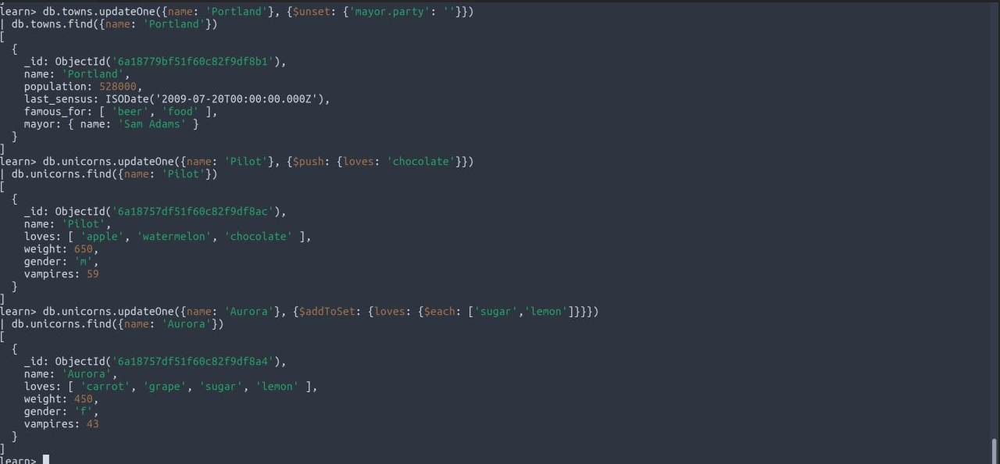 ]
learn> db.towns.updateOne({name: 'Portland'}, {$unset: {'mayor.party': ''}})
| db.towns.find({name: 'Portland'})
[
  {
    _id: ObjectId('6a18779bf51f60c82f9df8b1'),
    name: 'Portland',
    population: 528000,
    last_sensus: ISODate('2009-07-20T00:00:00.000Z'),
    famous_for: [ 'beer', 'food' ],
    mayor: { name: 'Sam Adams' }
  }
]
learn> db.unicorns.updateOne({name: 'Pilot'}, {$push: {loves: 'chocolate'}})
| db.unicorns.find({name: 'Pilot'})
[
  {
    _id: ObjectId('6a18757df51f60c82f9df8ac'),
    name: 'Pilot',
    loves: [ 'apple', 'watermelon', 'chocolate' ],
    weight: 650,
    gender: 'm',
    vampires: 59
  }
]
learn> db.unicorns.updateOne({name: 'Aurora'}, {$addToSet: {loves: {$each: ['sugar','lemon']}}})
| db.unicorns.find({name: 'Aurora'})
[
  {
    _id: ObjectId('6a18757df51f60c82f9df8a4'),
    name: 'Aurora',
    loves: [ 'carrot', 'grape', 'sugar', 'lemon' ],
    weight: 450,
    gender: 'f',
    vampires: 43
  }
]
learn>